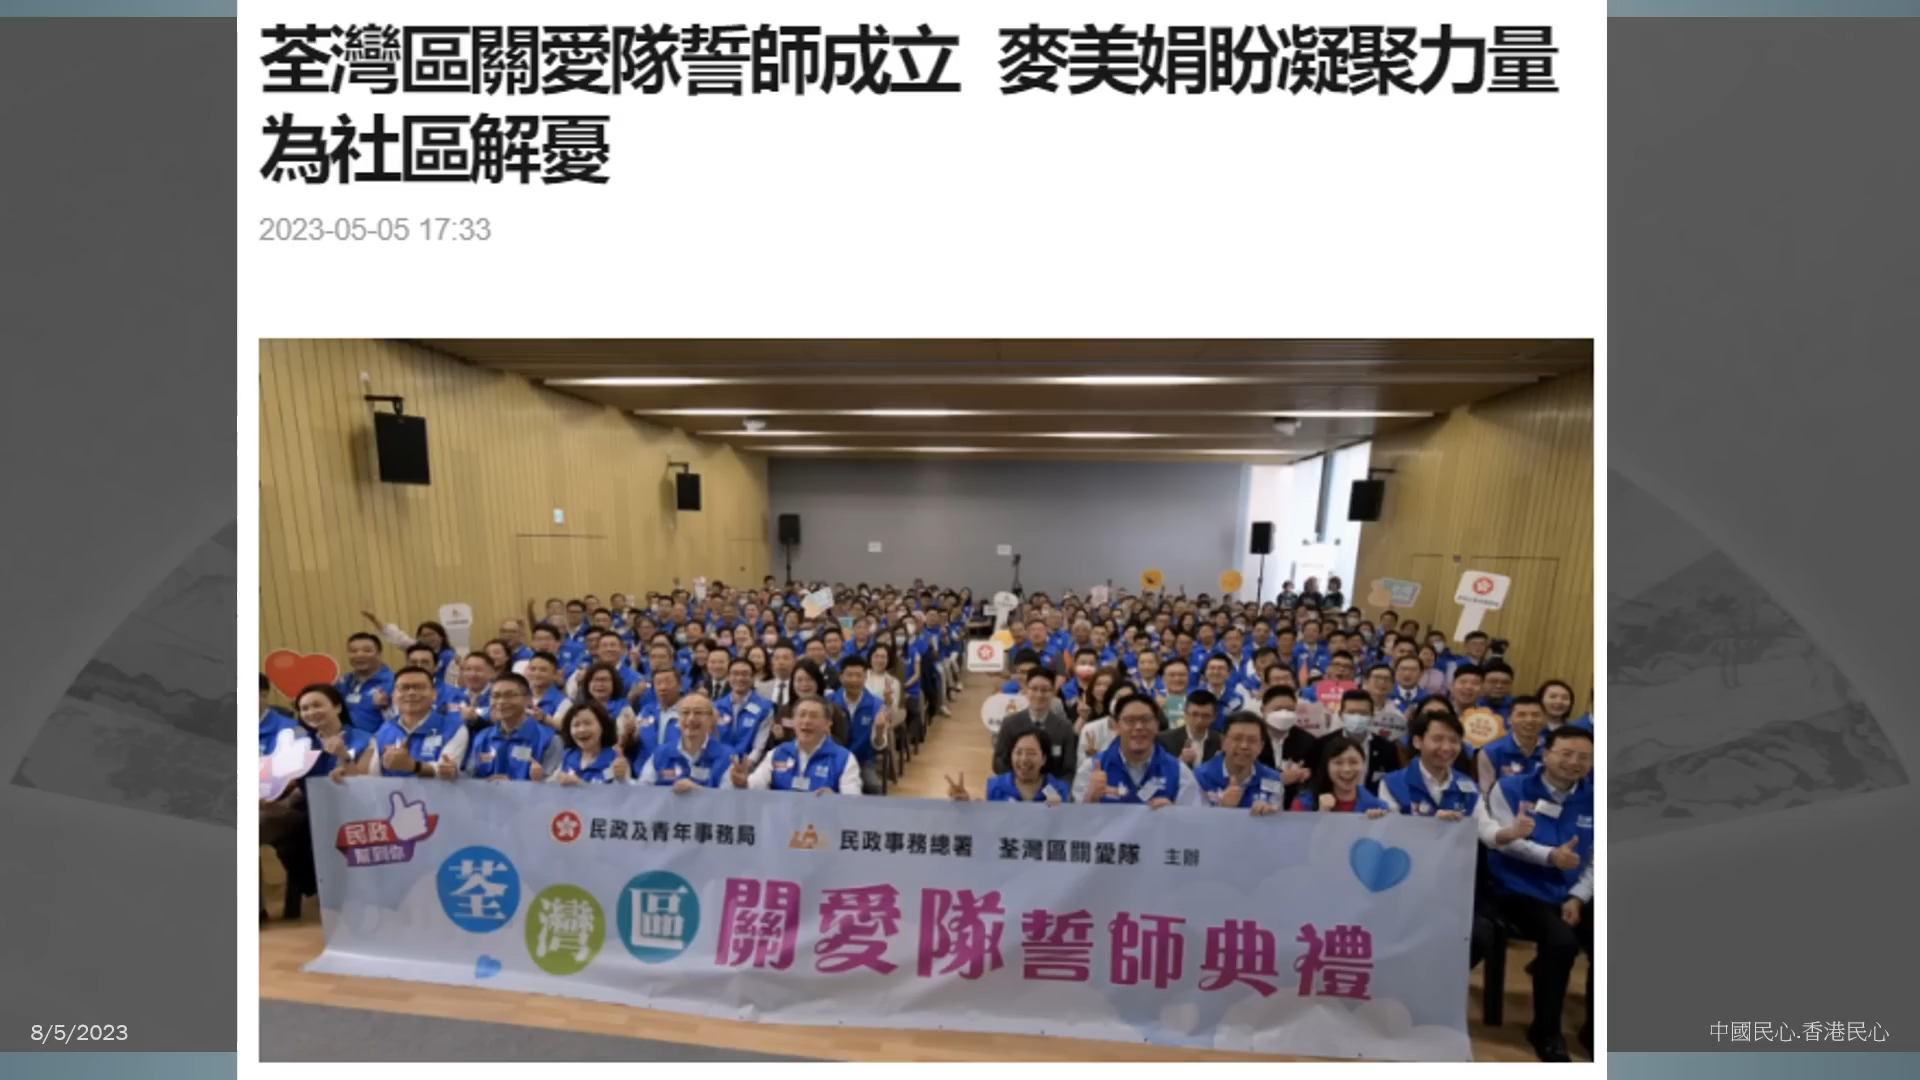 荃灣區關愛隊誓師成立 麥美娟盼凝聚力量
為社區解憂
2023-05-05 17:33
民政
幫到你
民政及青年事務局 民政事務總署 荃灣區關愛隊 主辦
荃灣區關愛隊誓師典禮
8/5/2023
中國民心.香港民心